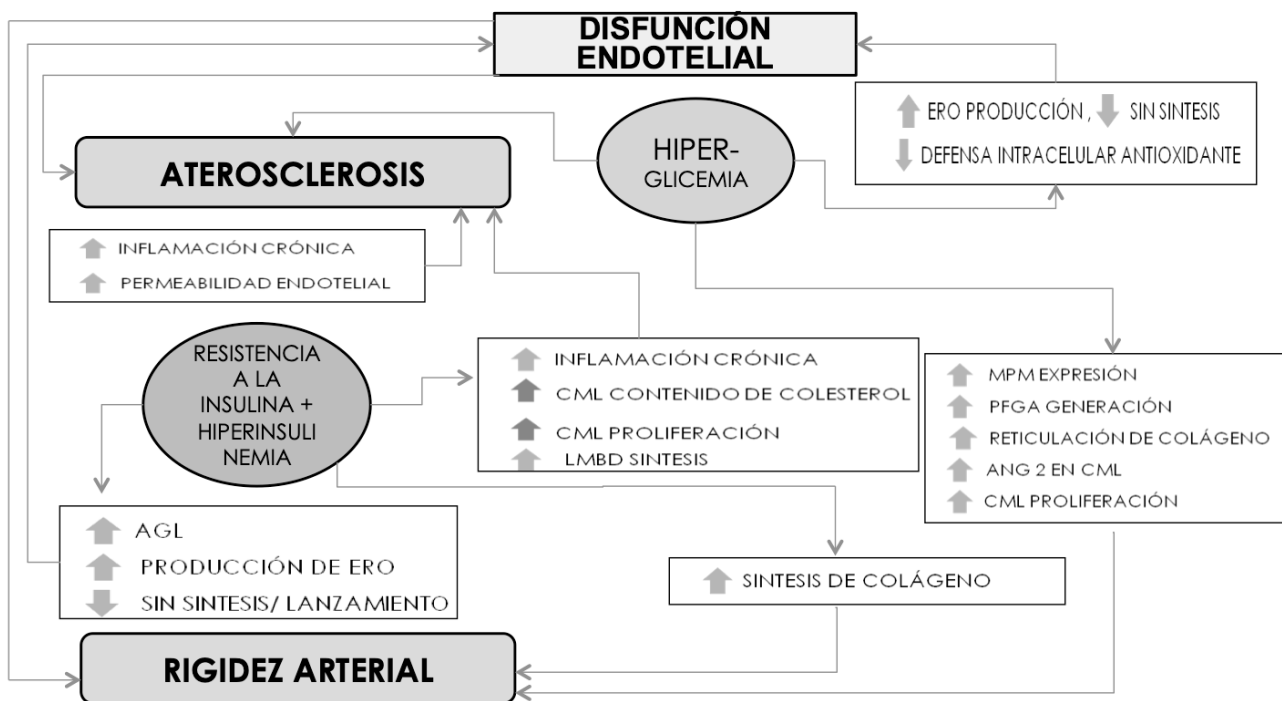 DISFUNCIÓN
ENDOTELIAL
ERO PRODUCCIÓN , SIN SINTESIS
DEFENSA INTRACELULAR ANTIOXIDANTE
HIPER-
GLICEMIA
ATEROSCLEROSIS
INFLAMACIÓN CRÓNICA
PERMEABILIDAD ENDOTELIAL
RESISTENCIA
A LA
INSULINA +
HIPERINSULI
NEMIA
INFLAMACIÓN CRÓNICA
CML CONTENIDO DE COLESTEROL
CML PROLIFERACIÓN
LMBD SINTESIS
MPM EXPRESIÓN
PFGA GENERACIÓN
RETICULACIÓN DE COLÁGENO
ANG 2 EN CML
CML PROLIFERACIÓN
AGL
PRODUCCIÓN DE ERO
SIN SINTESIS/ LANZAMIENTO
SINTESIS DE COLÁGENO
RIGIDEZ ARTERIAL